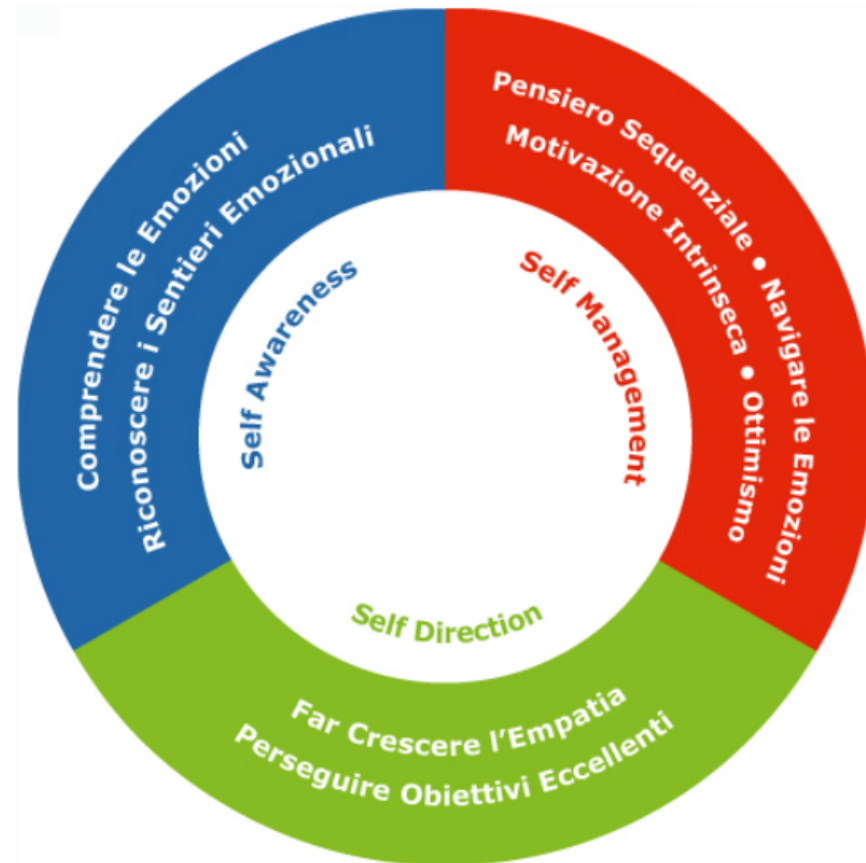 Comprendere le Emozioni
Riconoscere i Sentieri Emozionali
Self Awareness
Pensiero Sequenziale • Navigare le Emozioni
Motivazione Intrinseca • Ottimismo
Self Management
Self Direction
Far Crescere l’Empatia
Perseguire Obiettivi Eccellenti